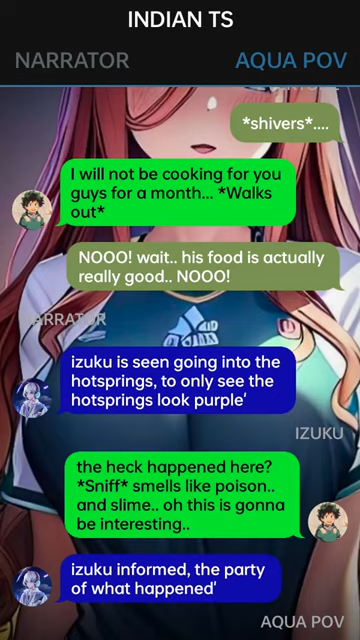 INDIAN TS
NARRATOR
AQUA POV
*shivers*....
I will not be cooking for you
guys for a month... *Walks
out*
NOOO! wait.. his food is actually
really good.. NOOO!
NARRATOR
izuku is seen going into the
hotsprings, to only see the
hotsprings look purple'
IZUKU
the heck happened here?
*Sniff* smells like poison..
and slime.. oh this is gonna
be interesting..
izuku informed, the party
of what happened'
AQUA POV